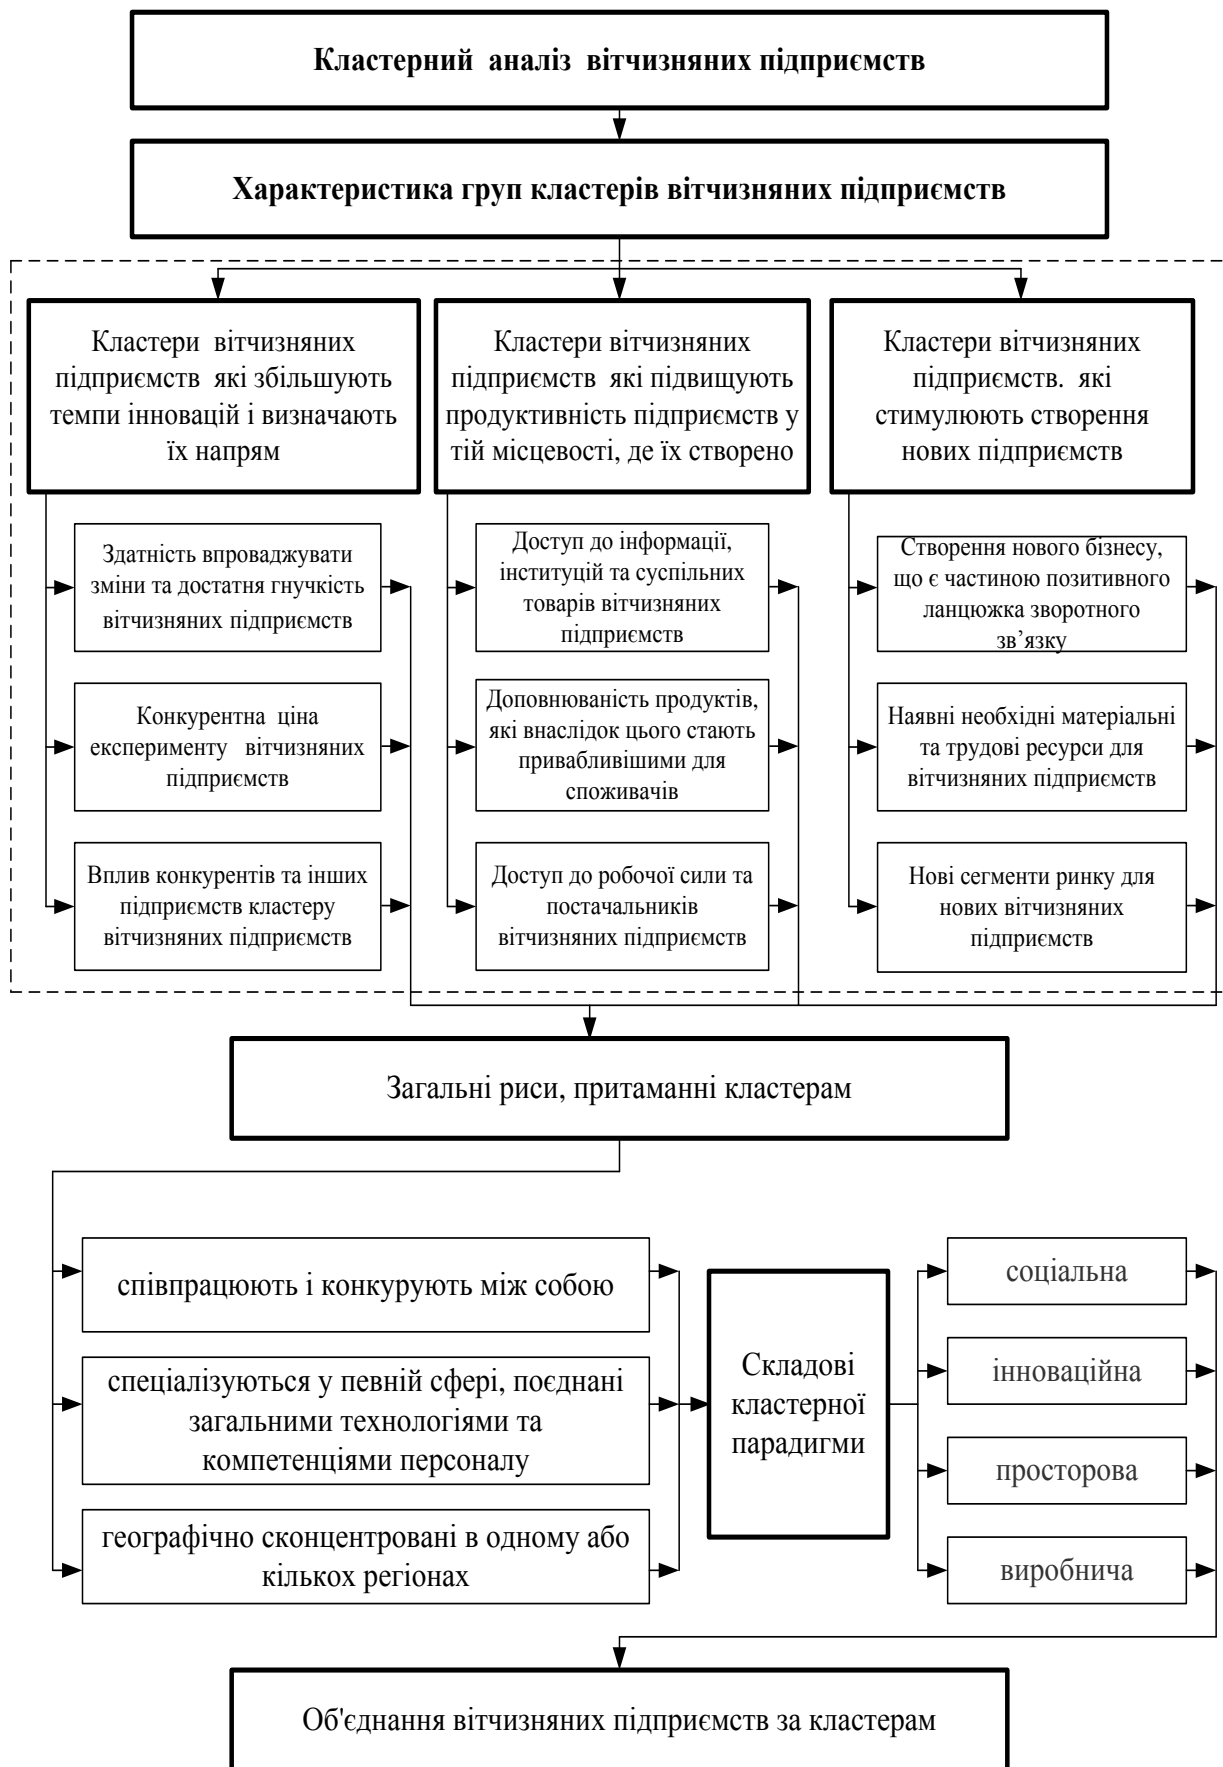 Кластерний аналіз вітчизняних підприємств
Характеристика груп кластерів вітчизняних підприємств
Кластери вітчизняних
підприємств які збільшують
темпи інновацій і визначають
їх напрям
Кластери вітчизняних
підприємств які підвищують
продуктивність підприємств у
тій місцевості, де їх створено
Кластери вітчизняних
підприємств. які
стимулюють створення
нових підприємств
Здатність впроваджувати
зміни та достатня гнучкість
вітчизняних підприємств
Доступ до інформації,
інституцій та суспільних
товарів вітчизняних
підприємств
Створення нового бізнесу,
що є частиною позитивного
ланцюжка зворотного
зв’язку
Конкурентна ціна
експерименту вітчизняних
підприємств
Доповнюваність продуктів,
які внаслідок цього стають
привабливішими для
споживачів
Наявні необхідні матеріальні
та трудові ресурси для
вітчизняних підприємств
Вплив конкурентів та інших
підприємств кластеру
вітчизняних підприємств
Доступ до робочої сили та
постачальників
вітчизняних підприємств
Нові сегменти ринку для
нових вітчизняних
підприємств
Загальні риси, притаманні кластерам
співпрацюють і конкурують між собою
спеціалізуються у певній сфері, поєднані
загальними технологіями та
компетенціями персоналу
географічно сконцентровані в одному або
кількох регіонах
Складові
кластерної
парадигми
соціальна
інноваційна
просторова
виробнича
Об'єднання вітчизняних підприємств за кластерам